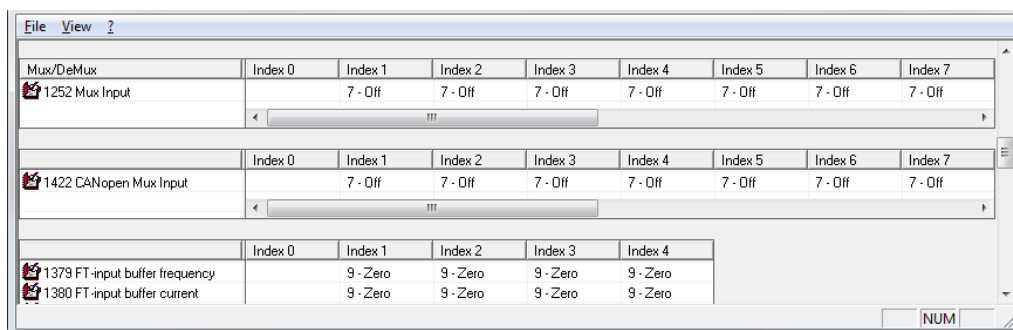 File View ?
Mux/DeMux Index 0 Index 1 Index 2 Index 3 Index 4 Index 5 Index 6 Index 7
1252 Mux Input 7 - Off 7 - Off 7 - Off 7 - Off 7 - Off 7 - Off 7 - Off
Index 0 Index 1 Index 2 Index 3 Index 4 Index 5 Index 6 Index 7
1422 CANopen Mux Input 7 - Off 7 - Off 7 - Off 7 - Off 7 - Off 7 - Off 7 - Off
Index 0 Index 1 Index 2 Index 3 Index 4
1379 FT-input buffer frequency 9 - Zero 9 - Zero 9 - Zero 9 - Zero
1380 FT-input buffer current 9 - Zero 9 - Zero 9 - Zero 9 - Zero
NUM